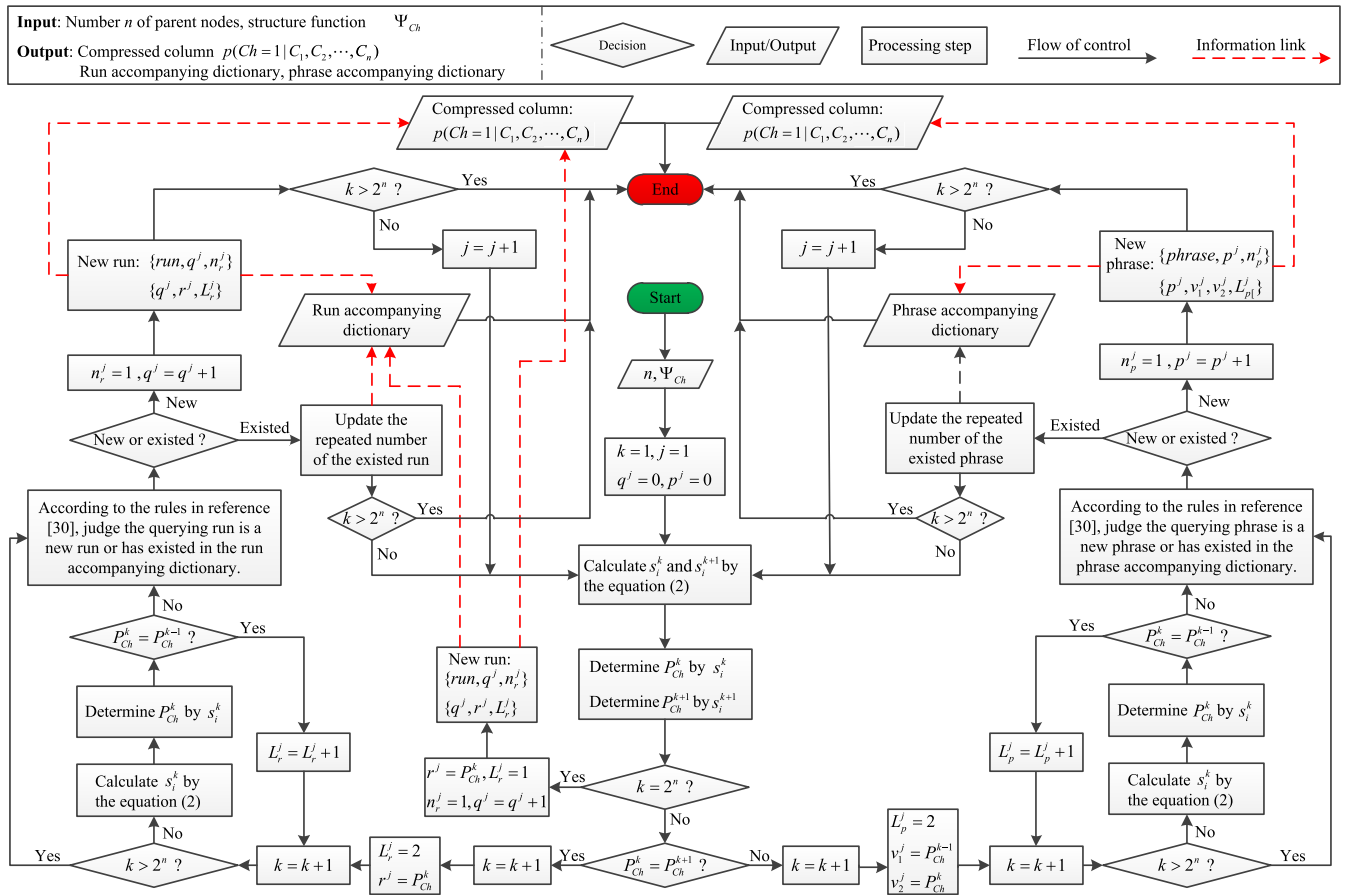 Input: Number n of parent nodes, structure function Ψ_Ch
Output: Compressed column p(Ch = 1 | C_1, C_2, ⋯, C_n)
Run accompanying dictionary, phrase accompanying dictionary
Decision
Input/Output
Processing step
Flow of control
Information link
Compressed column:
p(Ch = 1 | C_1, C_2, ⋯, C_n)
Compressed column:
p(Ch = 1 | C_1, C_2, ⋯, C_n)
k > 2^n ?
Yes
No
End
k > 2^n ?
Yes
No
j = j+1
j = j+1
New run: {run, q^j, n_r^j}
{q^j, r^j, L_r^j}
New
phrase: {phrase, p^j, n_p^j}
{p^j, v_1^j, v_2^j, L_p[^j}
Run accompanying
dictionary
Start
Phrase accompanying
dictionary
n, Ψ_Ch
n_r^j = 1 , q^j = q^j + 1
n_p^j = 1 , p^j = p^j + 1
New
New
New or existed ?
Existed
Update the
repeated number
of the existed run
k = 1, j = 1
q^j = 0, p^j = 0
Update the repeated
number of the
existed phrase
Existed
New or existed ?
k > 2^n ?
Yes
No
k > 2^n ?
Yes
No
According to the rules in reference
[30], judge the querying run is a
new run or has existed in the run
accompanying dictionary.
According to the rules in reference
[30], judge the querying phrase is a
new phrase or has existed in the
phrase accompanying dictionary.
Calculate s_i^k and s_i^{k+1} by
the equation (2)
No
P_Ch^k = P_Ch^{k-1} ?
Yes
No
P_Ch^k = P_Ch^{k-1} ?
Yes
New run:
{run, q^j, n_r^j}
{q^j, r^j, L_r^j}
Determine P_Ch^k by s_i^k
Determine P_Ch^{k+1} by s_i^{k+1}
Determine P_Ch^k by s_i^k
Determine P_Ch^k by s_i^k
L_r^j = L_r^j + 1
L_p^j = L_p^j + 1
Calculate s_i^k by
the equation (2)
r^j = P_Ch^k, L_r^j = 1
n_r^j = 1, q^j = q^j + 1
Yes
k = 2^n ?
No
Calculate s_i^k by
the equation (2)
No
No
Yes
k > 2^n ?
k = k+1
L_r^j = 2
r^j = P_Ch^k
k = k+1
Yes
P_Ch^k = P_Ch^{k+1} ?
No
k = k+1
L_p^j = 2
v_1^j = P_Ch^{k-1}
v_2^j = P_Ch^k
k = k+1
k > 2^n ?
Yes